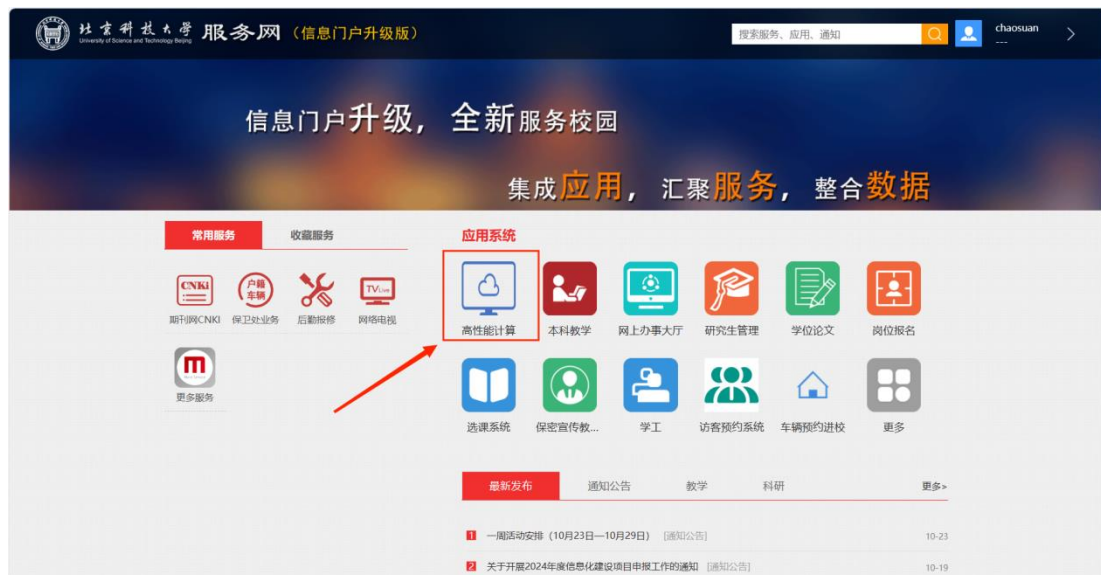 北京科技大学 服务网 (信息门户升级版)
University of Science and Technology Beijing
搜索服务、应用、通知
chaosuan
---
信息门户升级, 全新服务校园
集成应用, 汇聚服务, 整合数据
常用服务 收藏服务
CNKi
户籍
车辆
TVLive
期刊网CNKI 保卫处业务 后勤报修 网络电视
m
更多服务
应用系统
高性能计算 本科教学 网上办事大厅 研究生管理 学位论文 岗位报名
选课系统 保密宣传教... 学工 访客预约系统 车辆预约进校 更多
最新发布 通知公告 教学 科研 更多»
1 一周活动安排(10月23日—10月29日) [通知公告] 10-23
2 关于开展2024年度信息化建设项目申报工作的通知 [通知公告] 10-19